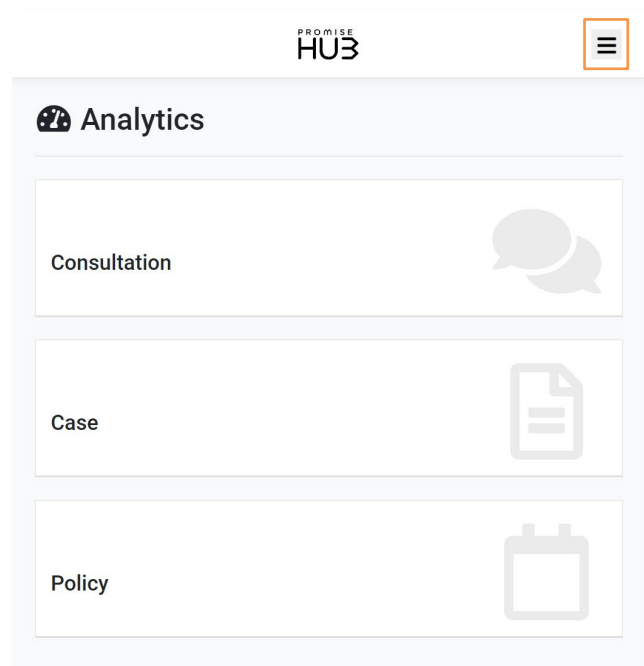 PROMISE
HUB
Analytics
Consultation
Case
Policy